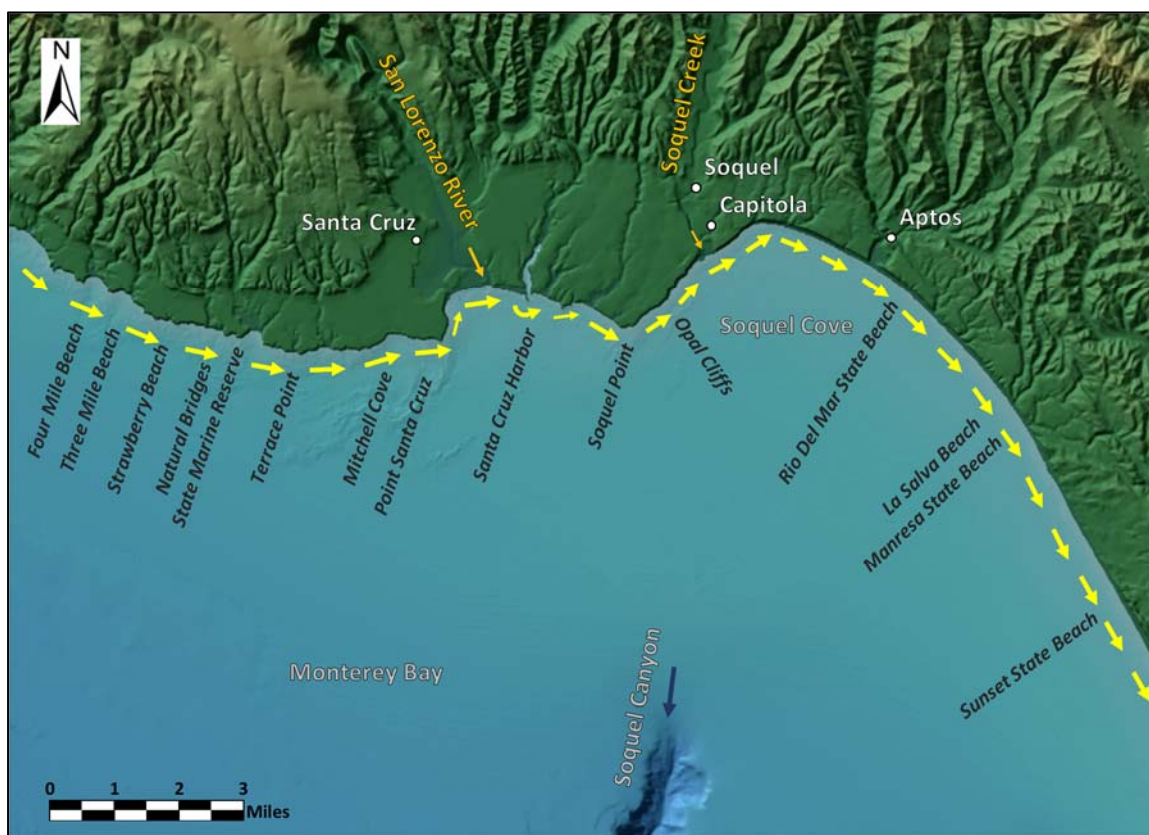 N
San Lorenzo River
Soquel Creek
Soquel
Capitola
Santa Cruz
Aptos
Soquel Cove
Four Mile Beach
Three Mile Beach
Strawberry Beach
Natural Bridges
State Marine Reserve
Terrace Point
Mitchell Cove
Point Santa Cruz
Santa Cruz Harbor
Soquel Point
Opal Cliffs
Rio Del Mar State Beach
La Salva Beach
Manresa State Beach
Sunset State Beach
Monterey Bay
Soquel Canyon
0 1 2 3
Miles